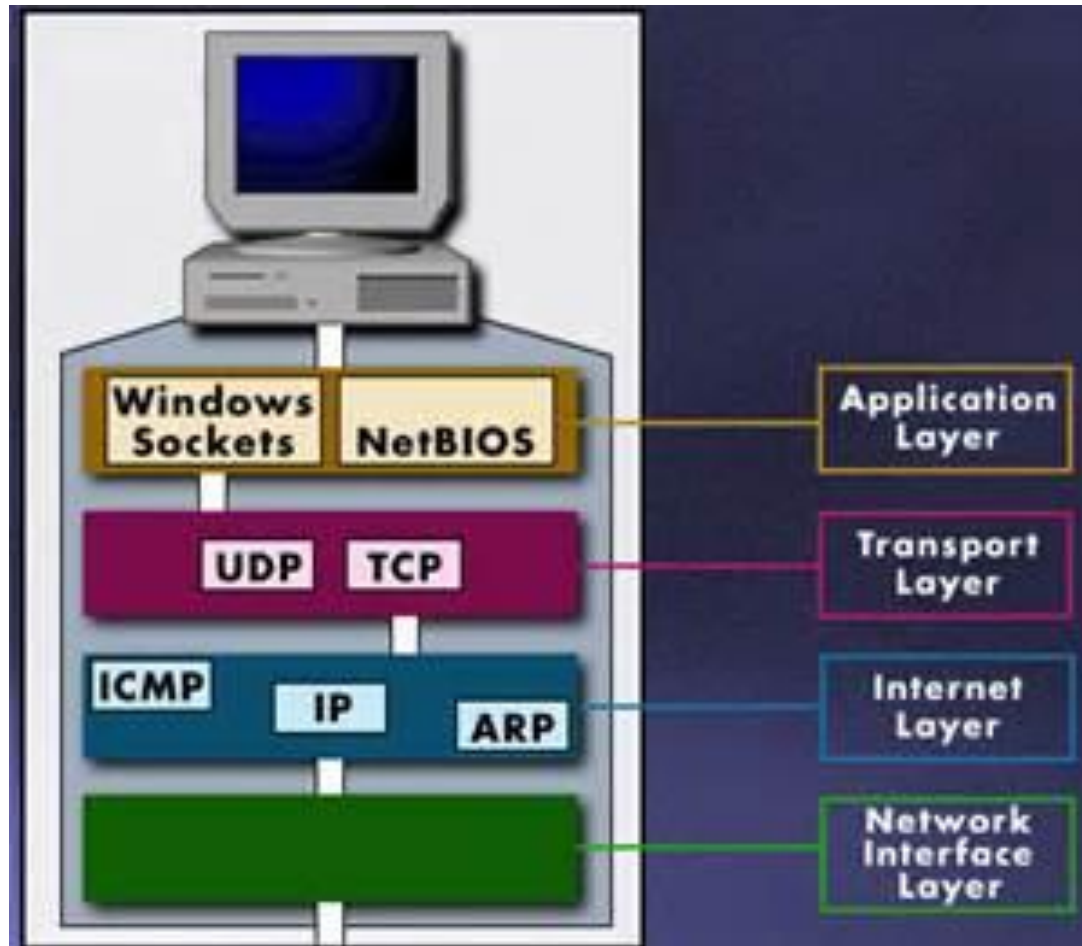 Windows
Sockets
NetBIOS
Application
Layer
UDP
TCP
Transport
Layer
ICMP
IP
ARP
Internet
Layer
Network
Interface
Layer